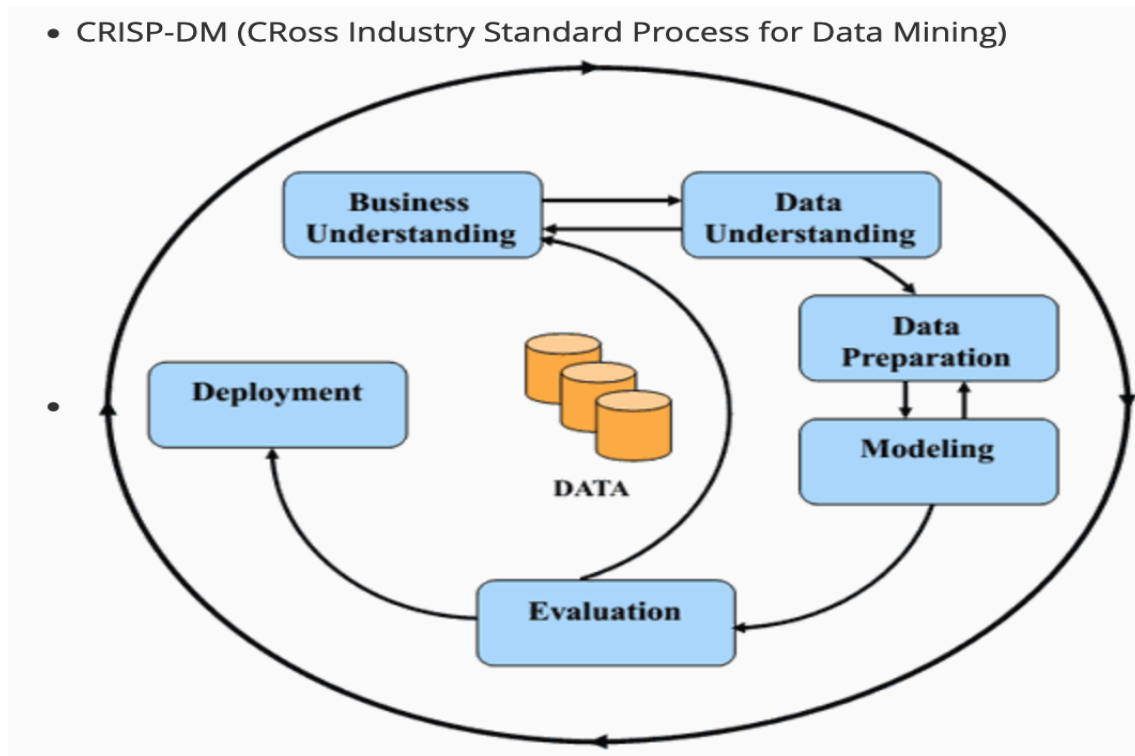 • CRISP-DM (CRoss Industry Standard Process for Data Mining)
Business
Understanding
Data
Understanding
Data
Preparation
Modeling
Deployment
DATA
Evaluation
•